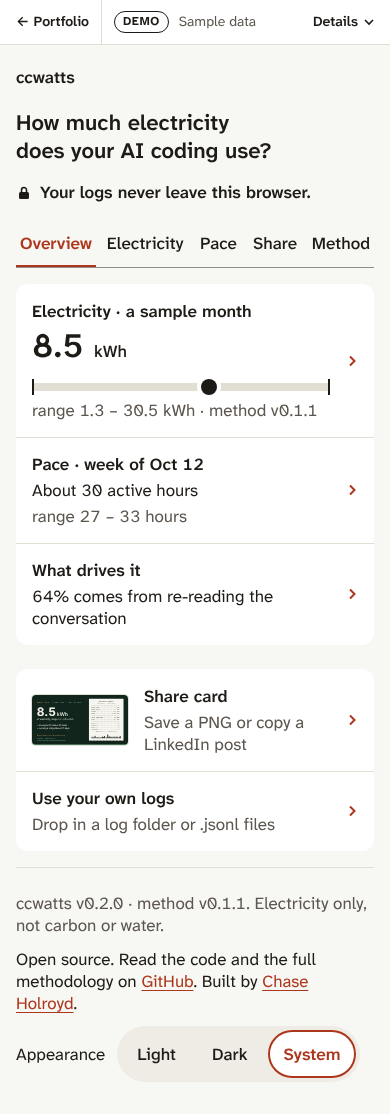 ← Portfolio DEMO Sample data Details
ccwatts
How much electricity
does your AI coding use?
Your logs never leave this browser.
Overview Electricity Pace Share Method
Electricity · a sample month
8.5 kWh
range 1.3 – 30.5 kWh · method v0.1.1
Pace · week of Oct 12
About 30 active hours
range 27 – 33 hours
What drives it
64% comes from re-reading the
conversation
8.5 kWh
Share card
Save a PNG or copy a
LinkedIn post
Use your own logs
Drop in a log folder or .jsonl files
ccwatts v0.2.0 · method v0.1.1. Electricity only,
not carbon or water.
Open source. Read the code and the full
methodology on GitHub. Built by Chase
Holroyd.
Appearance Light Dark System